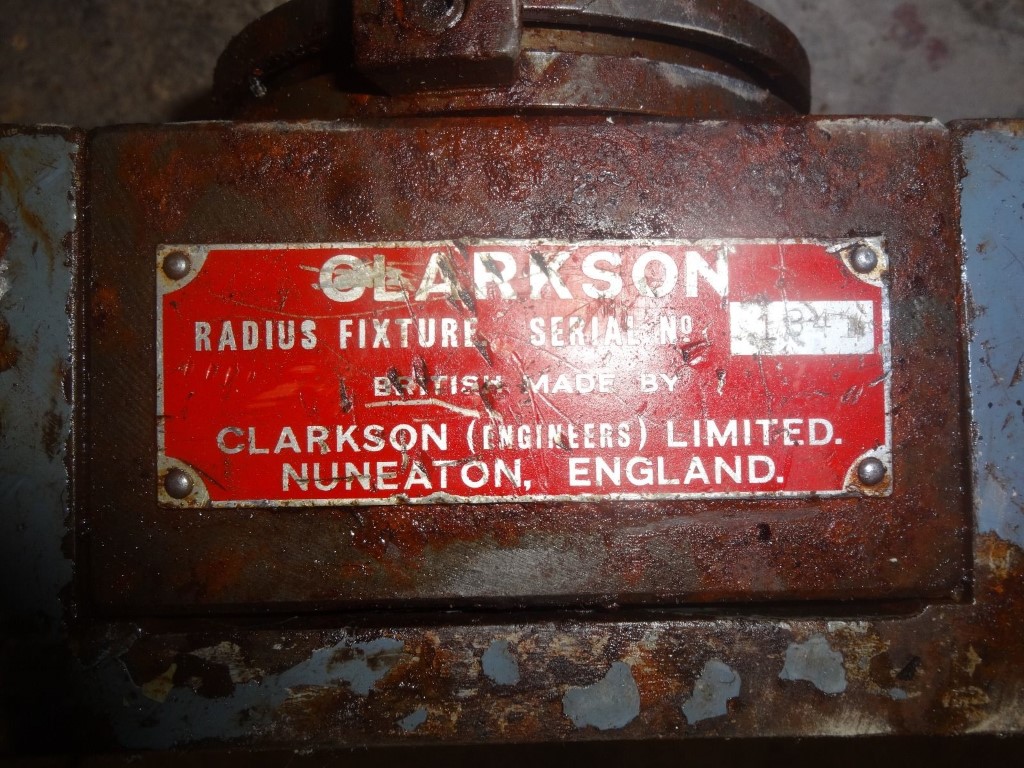 CLARKSON
RADIUS FIXTURE. SERIAL Nº
BRITISH MADE BY
CLARKSON (ENGINEERS) LIMITED.
NUNEATON, ENGLAND.